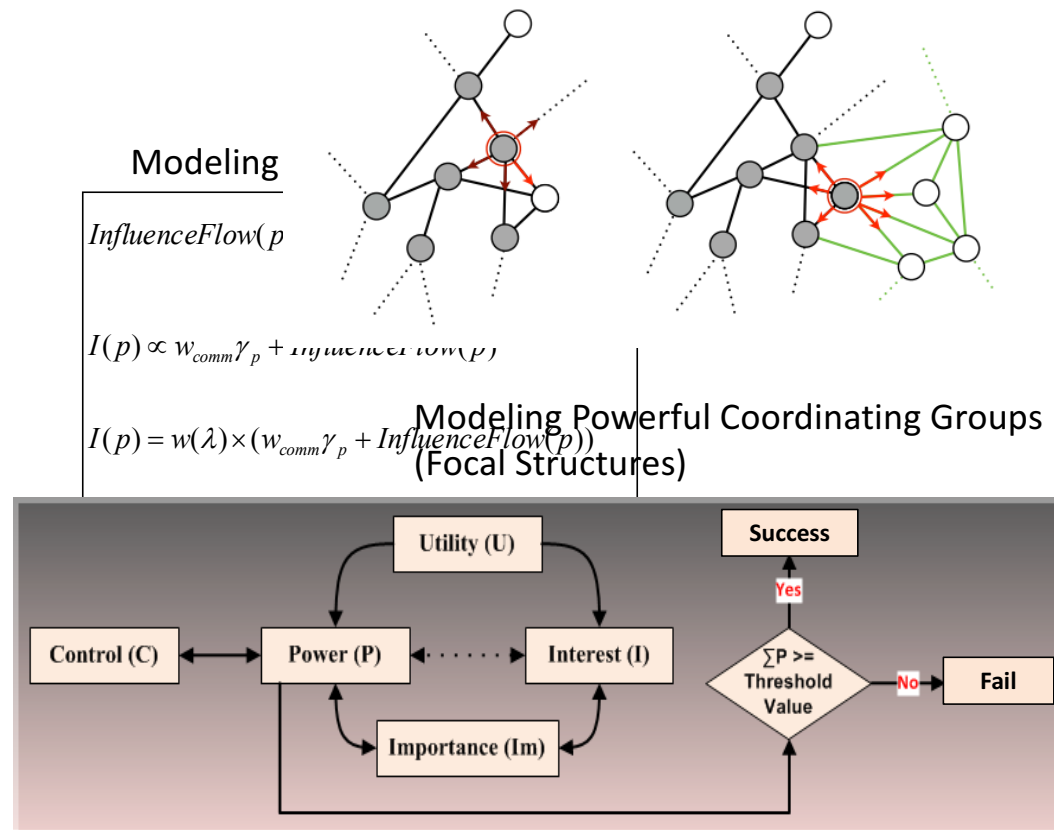 Modeling
InfluenceFlow(p
I(p) ∝ w_comm γ_p +
I(p) = w(λ) × (w_comm γ_p + InfluenceFlow(p))
Modeling Powerful Coordinating Groups
(Focal Structures)
Utility (U)
Success
Yes
Control (C)
Power (P)
Interest (I)
∑P >=
Threshold
Value
No
Fail
Importance (Im)